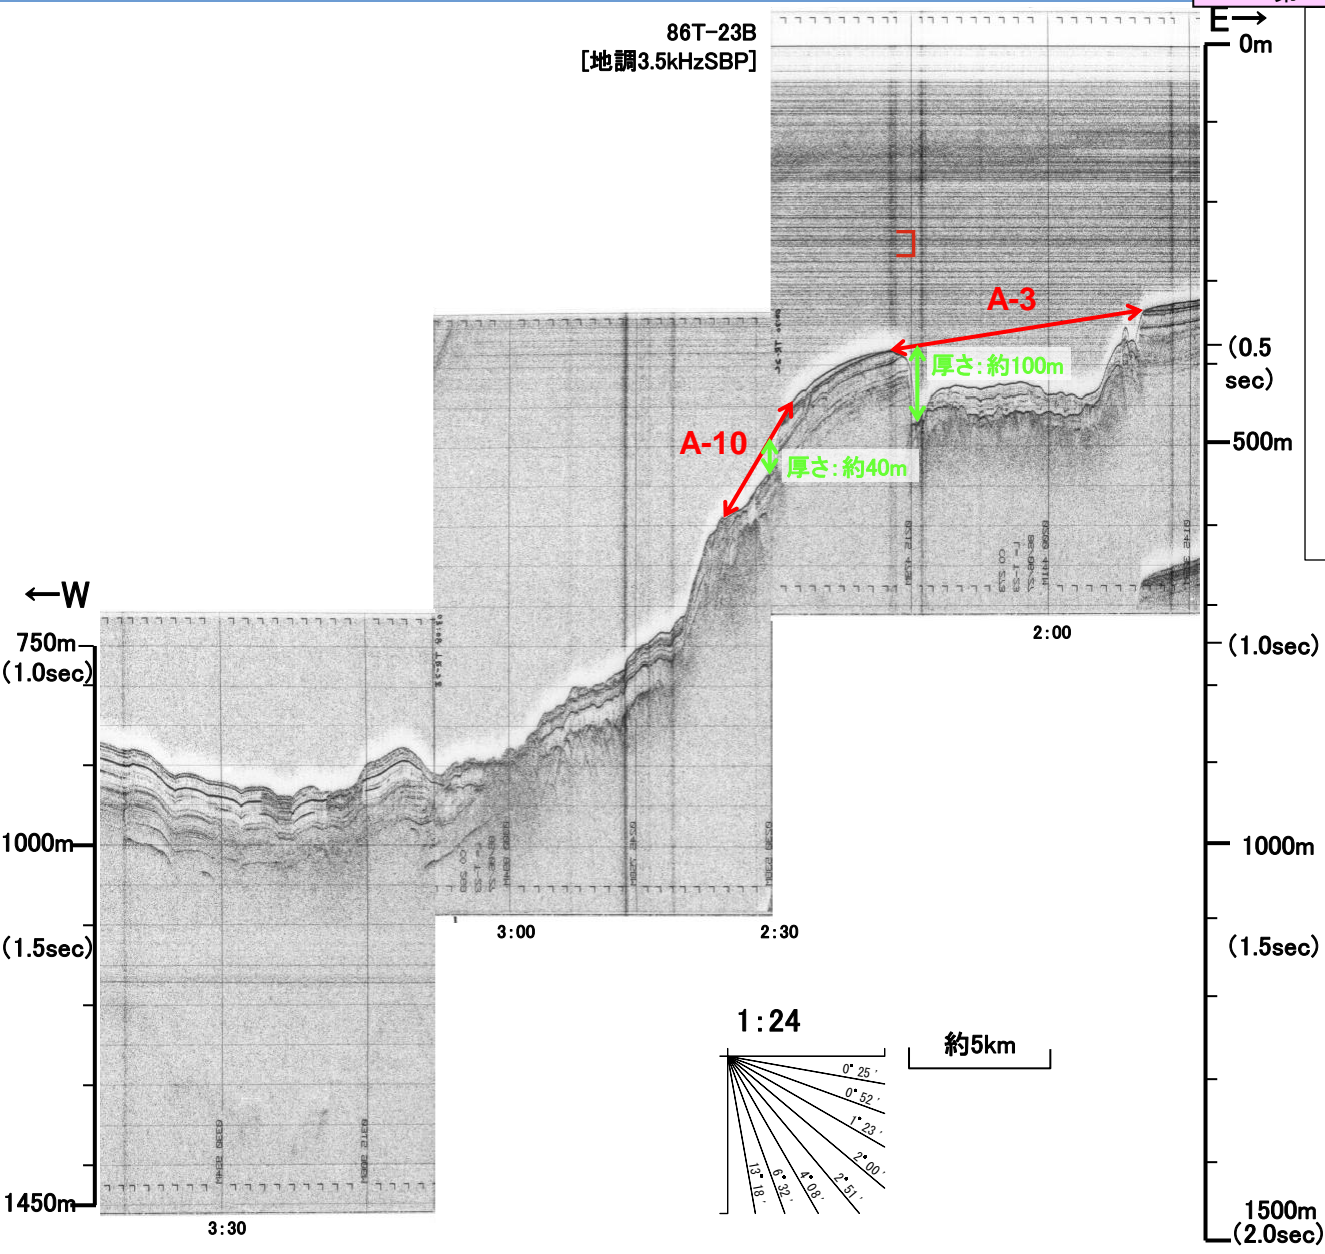 E→
86T-23B
[地調3.5kHzSBP]
0m
A-3
(0.5
sec)
厚さ:約100m
A-10
500m
厚さ:約40m
←W
2:00
750m
(1.0sec)
(1.0sec)
1000m
1000m
3:00
2:30
(1.5sec)
(1.5sec)
1:24
約5km
0°25′
0°52′
1°23′
2°00′
2°51′
4°08′
6°32′
13°18′
1450m
1500m
(2.0sec)
3:30